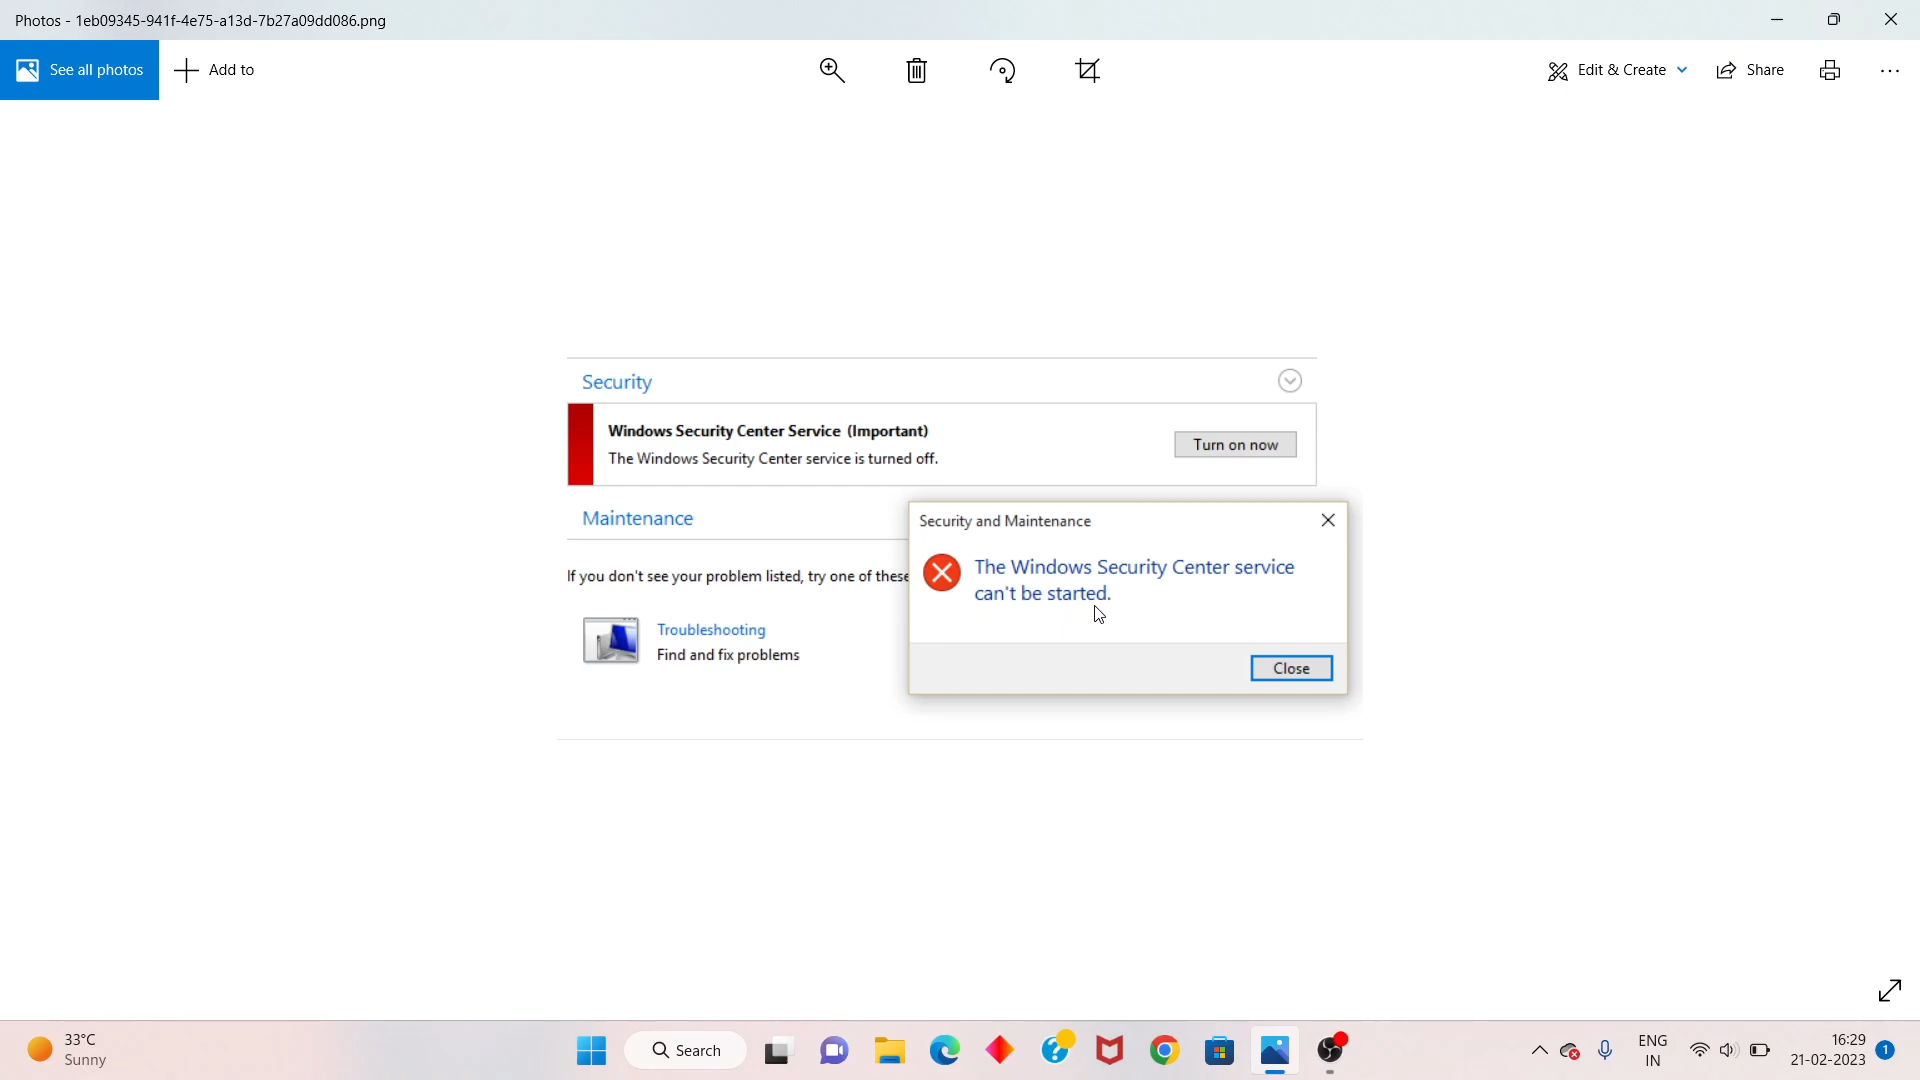 Photos - 1eb09345-941f-4e75-a13d-7b27a09dd086.png
See all photos
Add to
Edit & Create
Share
Security
Windows Security Center Service (Important)
The Windows Security Center service is turned off.
Turn on now
Maintenance
Security and Maintenance
The Windows Security Center service
can't be started.
If you don't see your problem listed, try one of these
Troubleshooting
Find and fix problems
Close
33°C
Sunny
Search
ENG
IN
16:29
21-02-2023
1